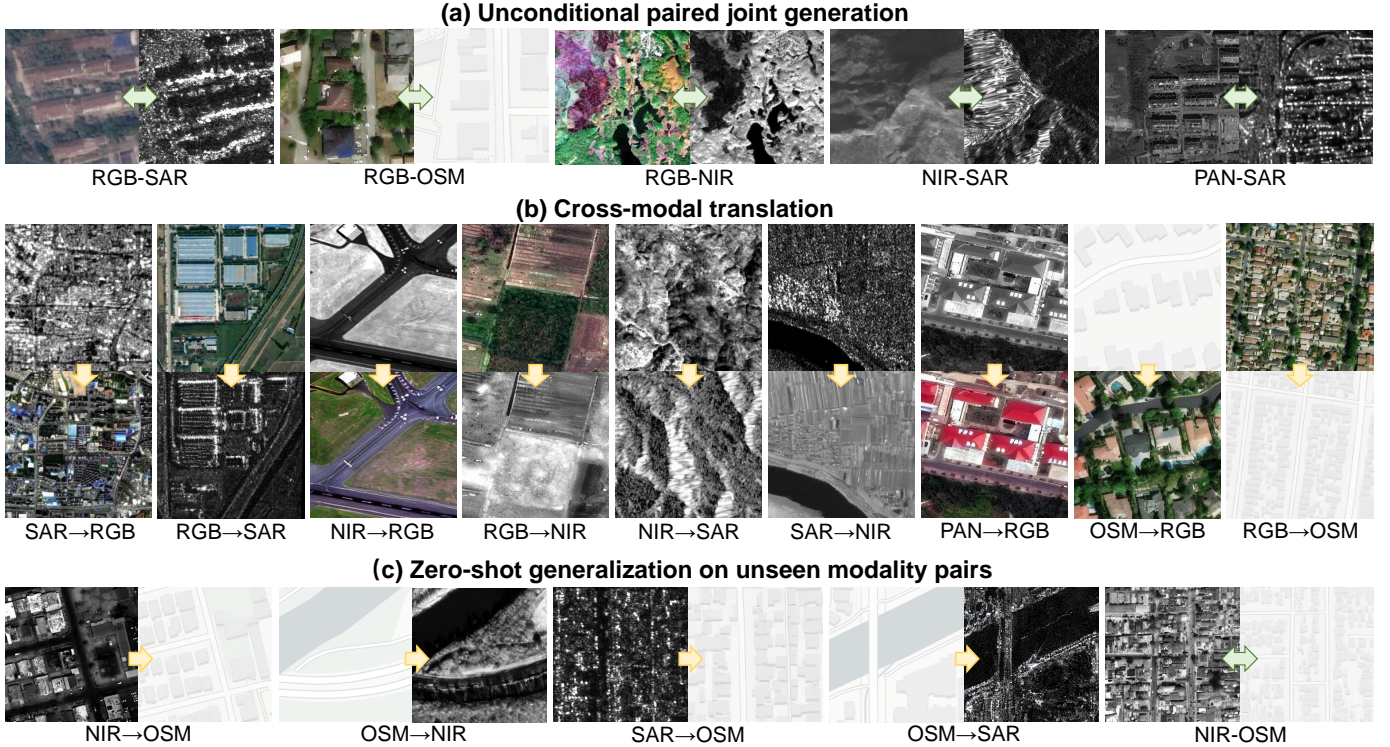 (a) Unconditional paired joint generation
RGB-SAR
RGB-OSM
RGB-NIR
NIR-SAR
PAN-SAR
(b) Cross-modal translation
SAR→RGB
RGB→SAR
NIR→RGB
RGB→NIR
NIR→SAR
SAR→NIR
PAN→RGB
OSM→RGB
RGB→OSM
(c) Zero-shot generalization on unseen modality pairs
NIR→OSM
OSM→NIR
SAR→OSM
OSM→SAR
NIR-OSM